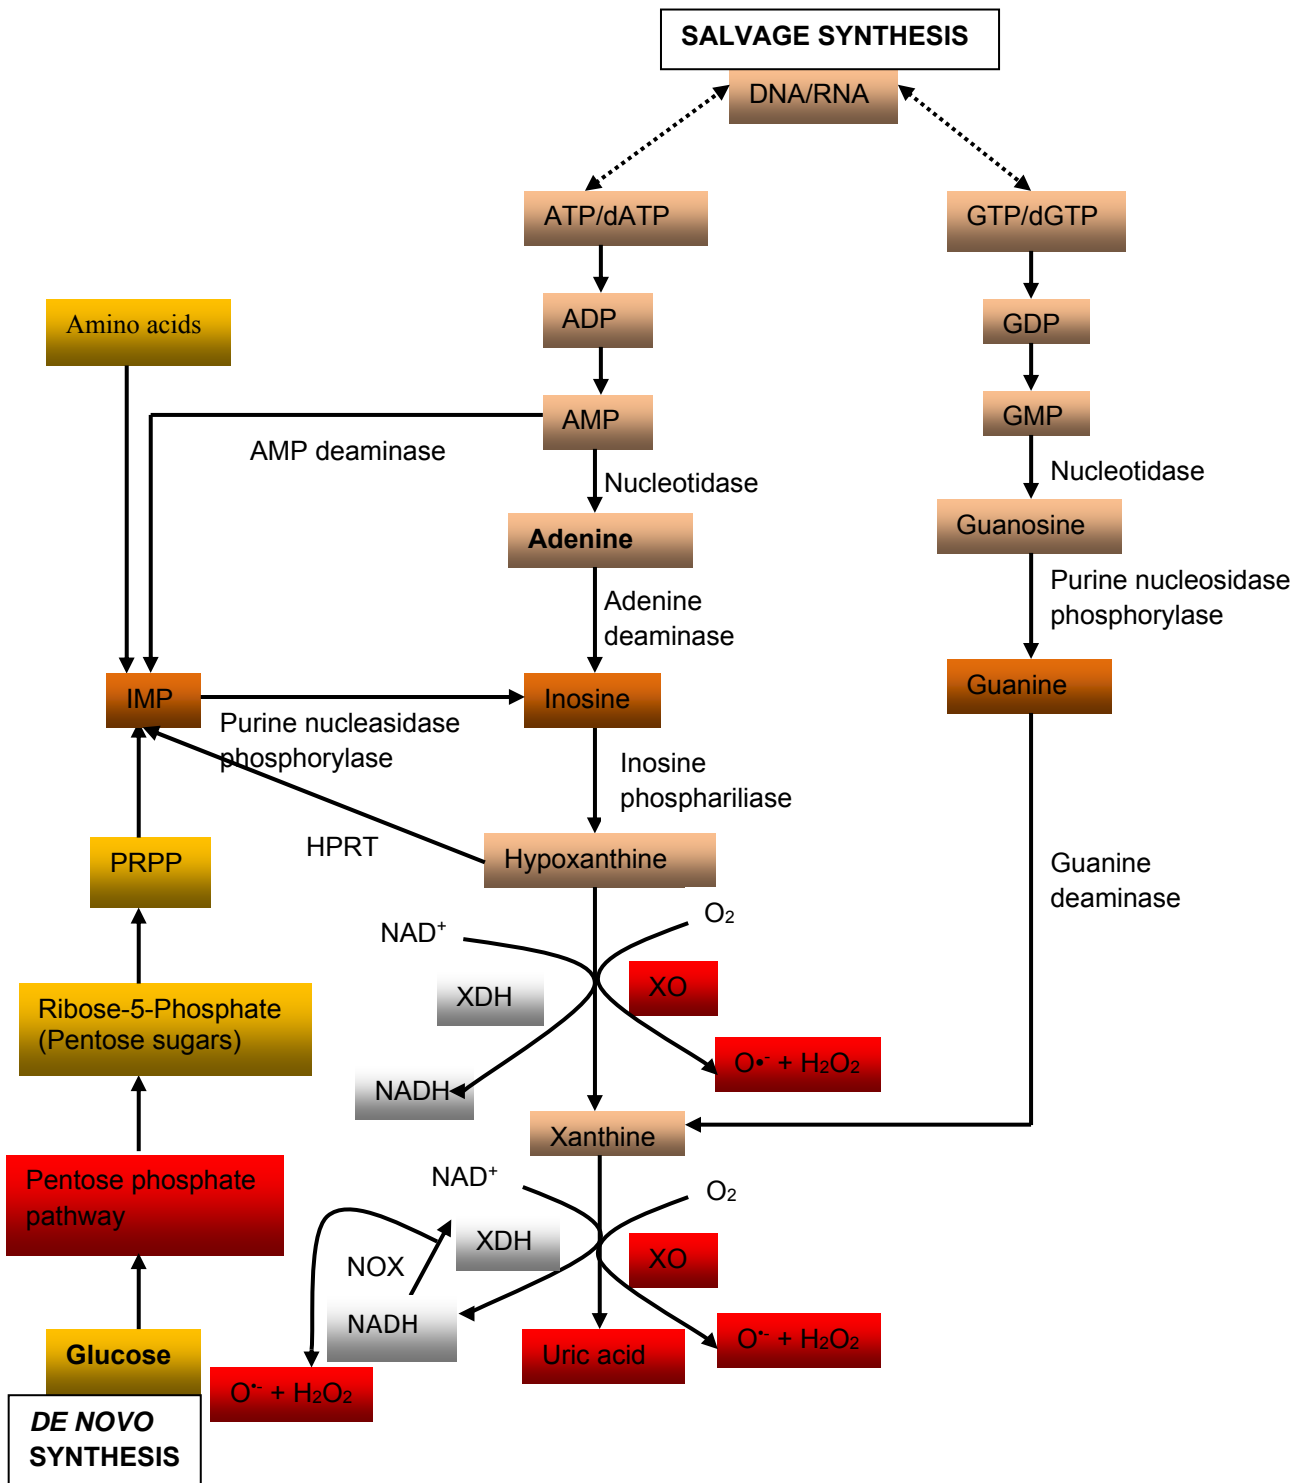 SALVAGE SYNTHESIS
DNA/RNA
ATP/dATP
GTP/dGTP
ADP
GDP
Amino acids
AMP
GMP
AMP deaminase
Nucleotidase
Nucleotidase
Adenine
Guanosine
Adenine
deaminase
Purine nucleosidase
phosphorylase
IMP
Inosine
Guanine
Purine nucleasidase
phosphorylase
Inosine
phosphariliase
HPRT
Hypoxanthine
PRPP
Guanine
deaminase
NAD⁺
O₂
XDH
XO
Ribose-5-Phosphate
(Pentose sugars)
NADH
O•⁻ + H₂O₂
Xanthine
Pentose phosphate
pathway
NAD⁺
O₂
XDH
XO
NOX
NADH
Glucose
Uric acid
O•⁻ + H₂O₂
O•⁻ + H₂O₂
DE NOVO
SYNTHESIS